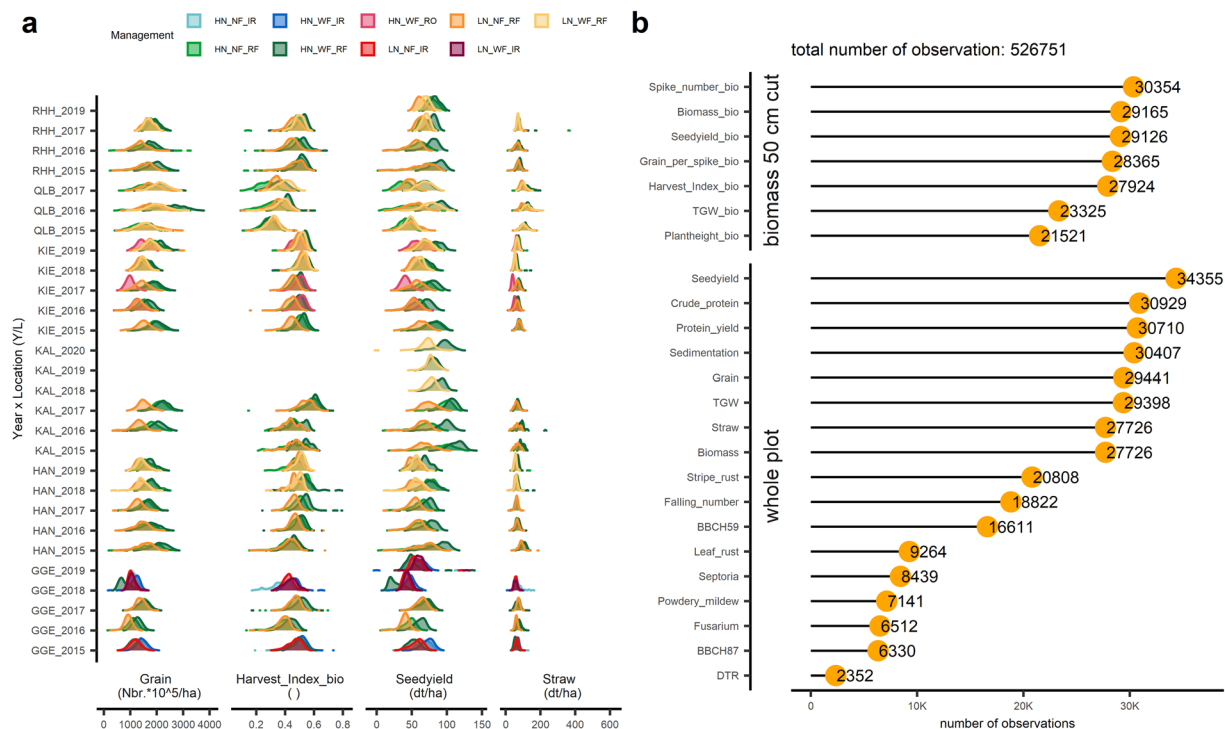 a
Management
HN_NF_IR
HN_WF_IR
HN_WF_RO
LN_NF_RF
LN_WF_RF
HN_NF_RF
HN_WF_RF
LN_NF_IR
LN_WF_IR
Year x Location (Y/L)
RHH_2019
RHH_2017
RHH_2016
RHH_2015
QLB_2017
QLB_2016
QLB_2015
KIE_2019
KIE_2018
KIE_2017
KIE_2016
KIE_2015
KAL_2020
KAL_2019
KAL_2018
KAL_2017
KAL_2016
KAL_2015
HAN_2019
HAN_2018
HAN_2017
HAN_2016
HAN_2015
GGE_2019
GGE_2018
GGE_2017
GGE_2016
GGE_2015
Grain
(Nbr.*10^5/ha)
0 1000 2000 3000 4000
Harvest_Index_bio
( )
0.2 0.4 0.6 0.8
Seedyield
(dt/ha)
0 50 100 150
Straw
(dt/ha)
0 200 400 600
b
total number of observation: 526751
biomass 50 cm cut
Spike_number_bio 30354
Biomass_bio 29165
Seedyield_bio 29126
Grain_per_spike_bio 28365
Harvest_Index_bio 27924
TGW_bio 23325
Plantheight_bio 21521
whole plot
Seedyield 34355
Crude_protein 30929
Protein_yield 30710
Sedimentation 30407
Grain 29441
TGW 29398
Straw 27726
Biomass 27726
Stripe_rust 20808
Falling_number 18822
BBCH59 16611
Leaf_rust 9264
Septoria 8439
Powdery_mildew 7141
Fusarium 6512
BBCH87 6330
DTR 2352
0 10K 20K 30K
number of observations